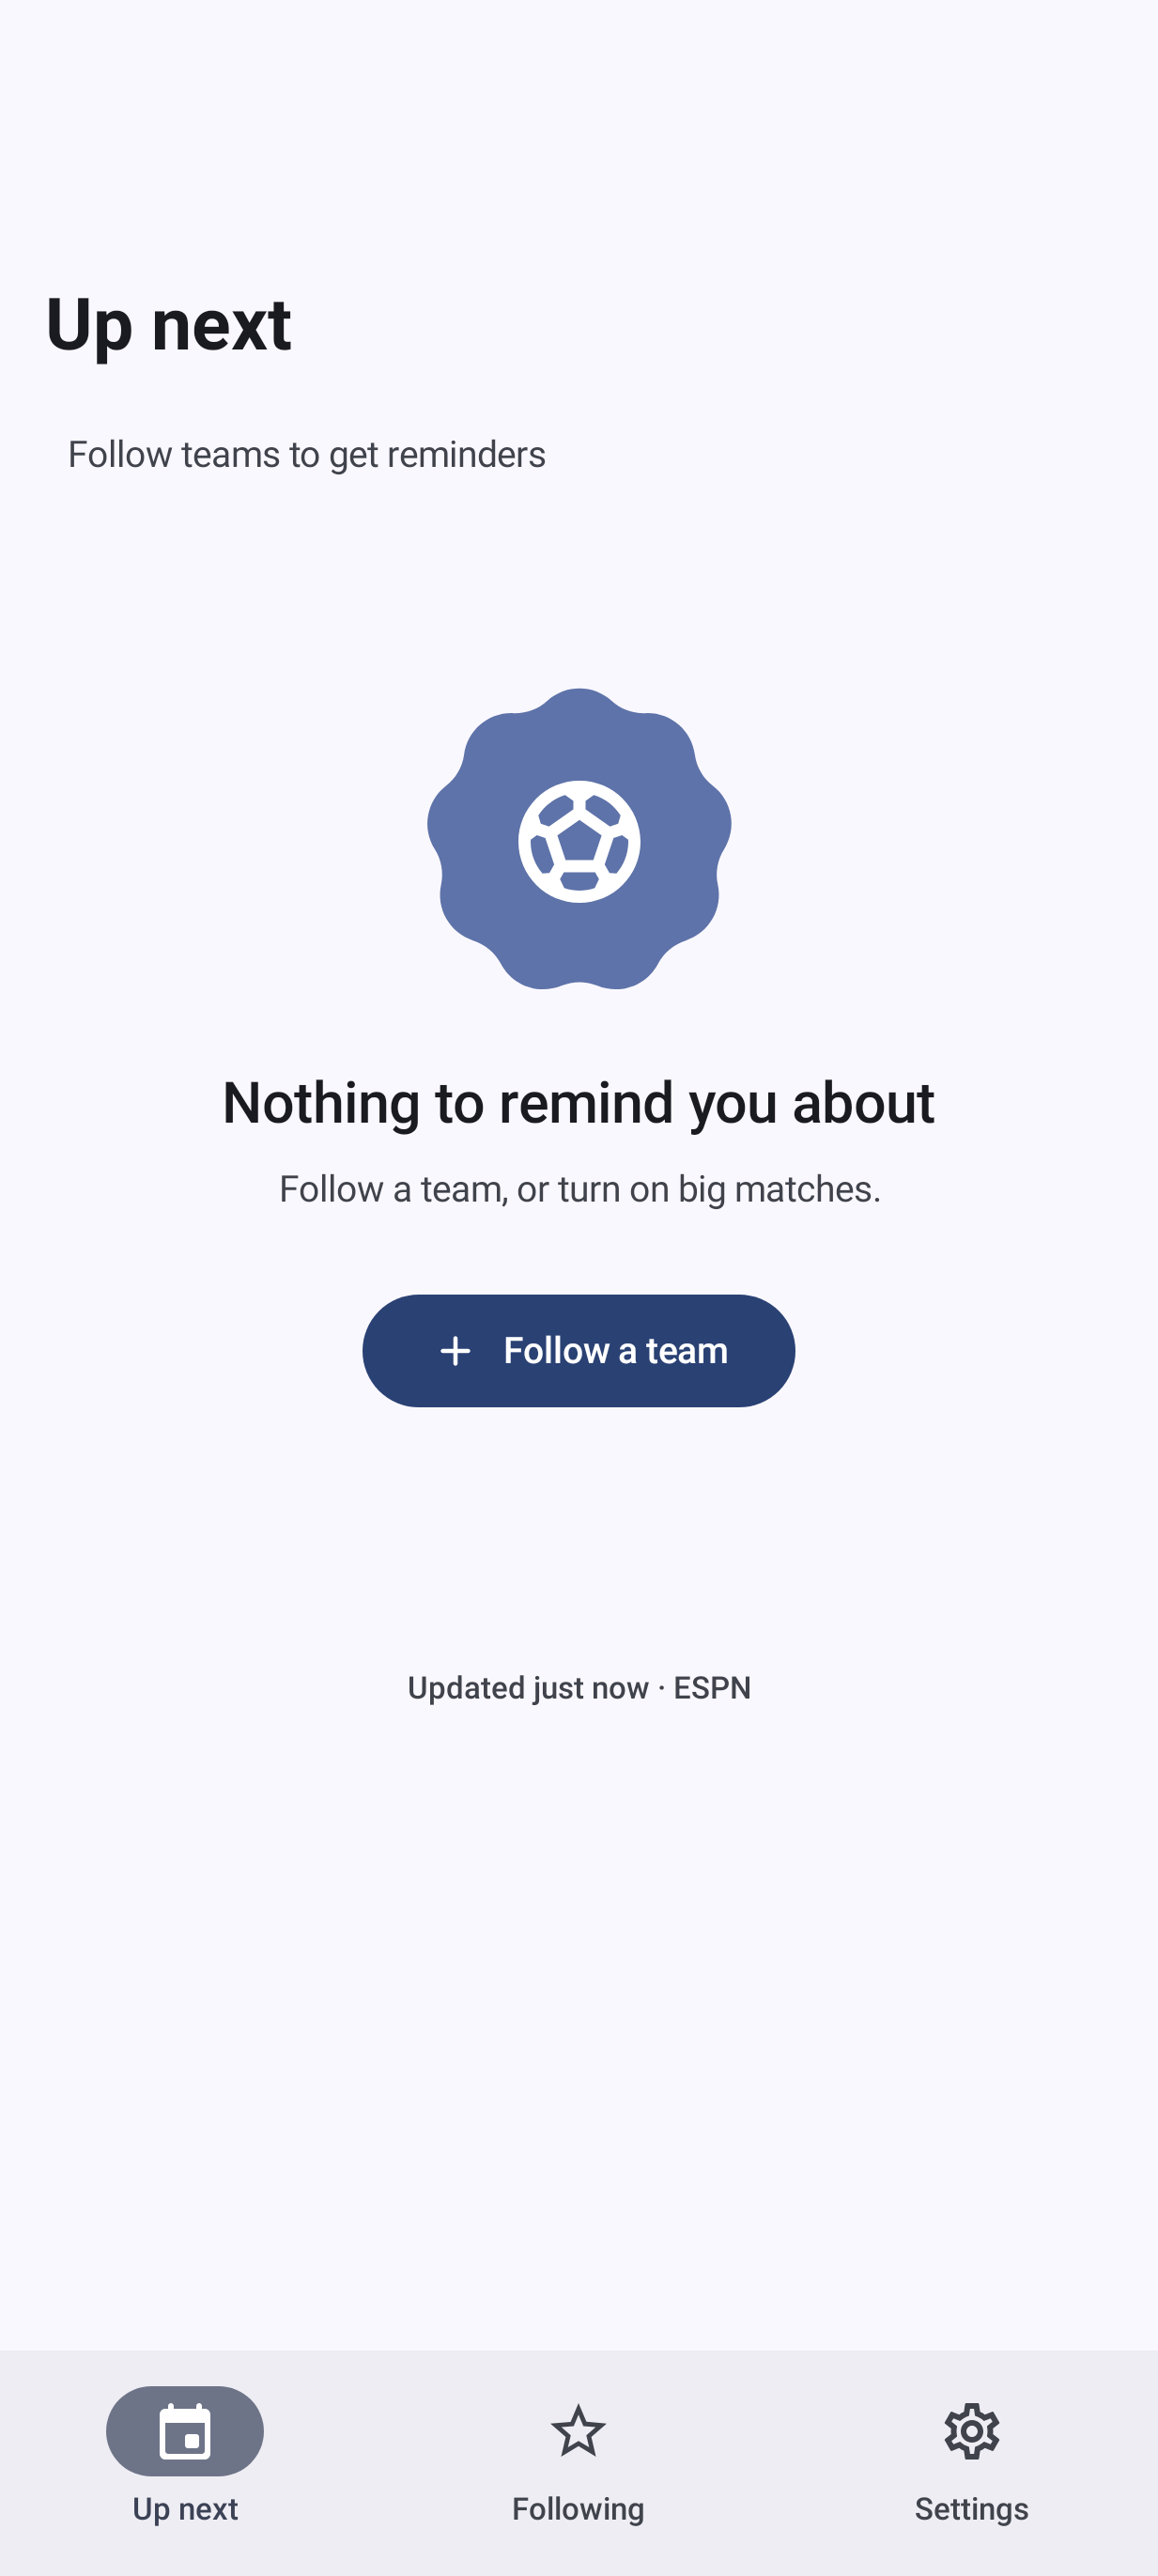 Up next
Follow teams to get reminders
Nothing to remind you about
Follow a team, or turn on big matches.
Follow a team
Updated just now · ESPN
Up next
Following
Settings